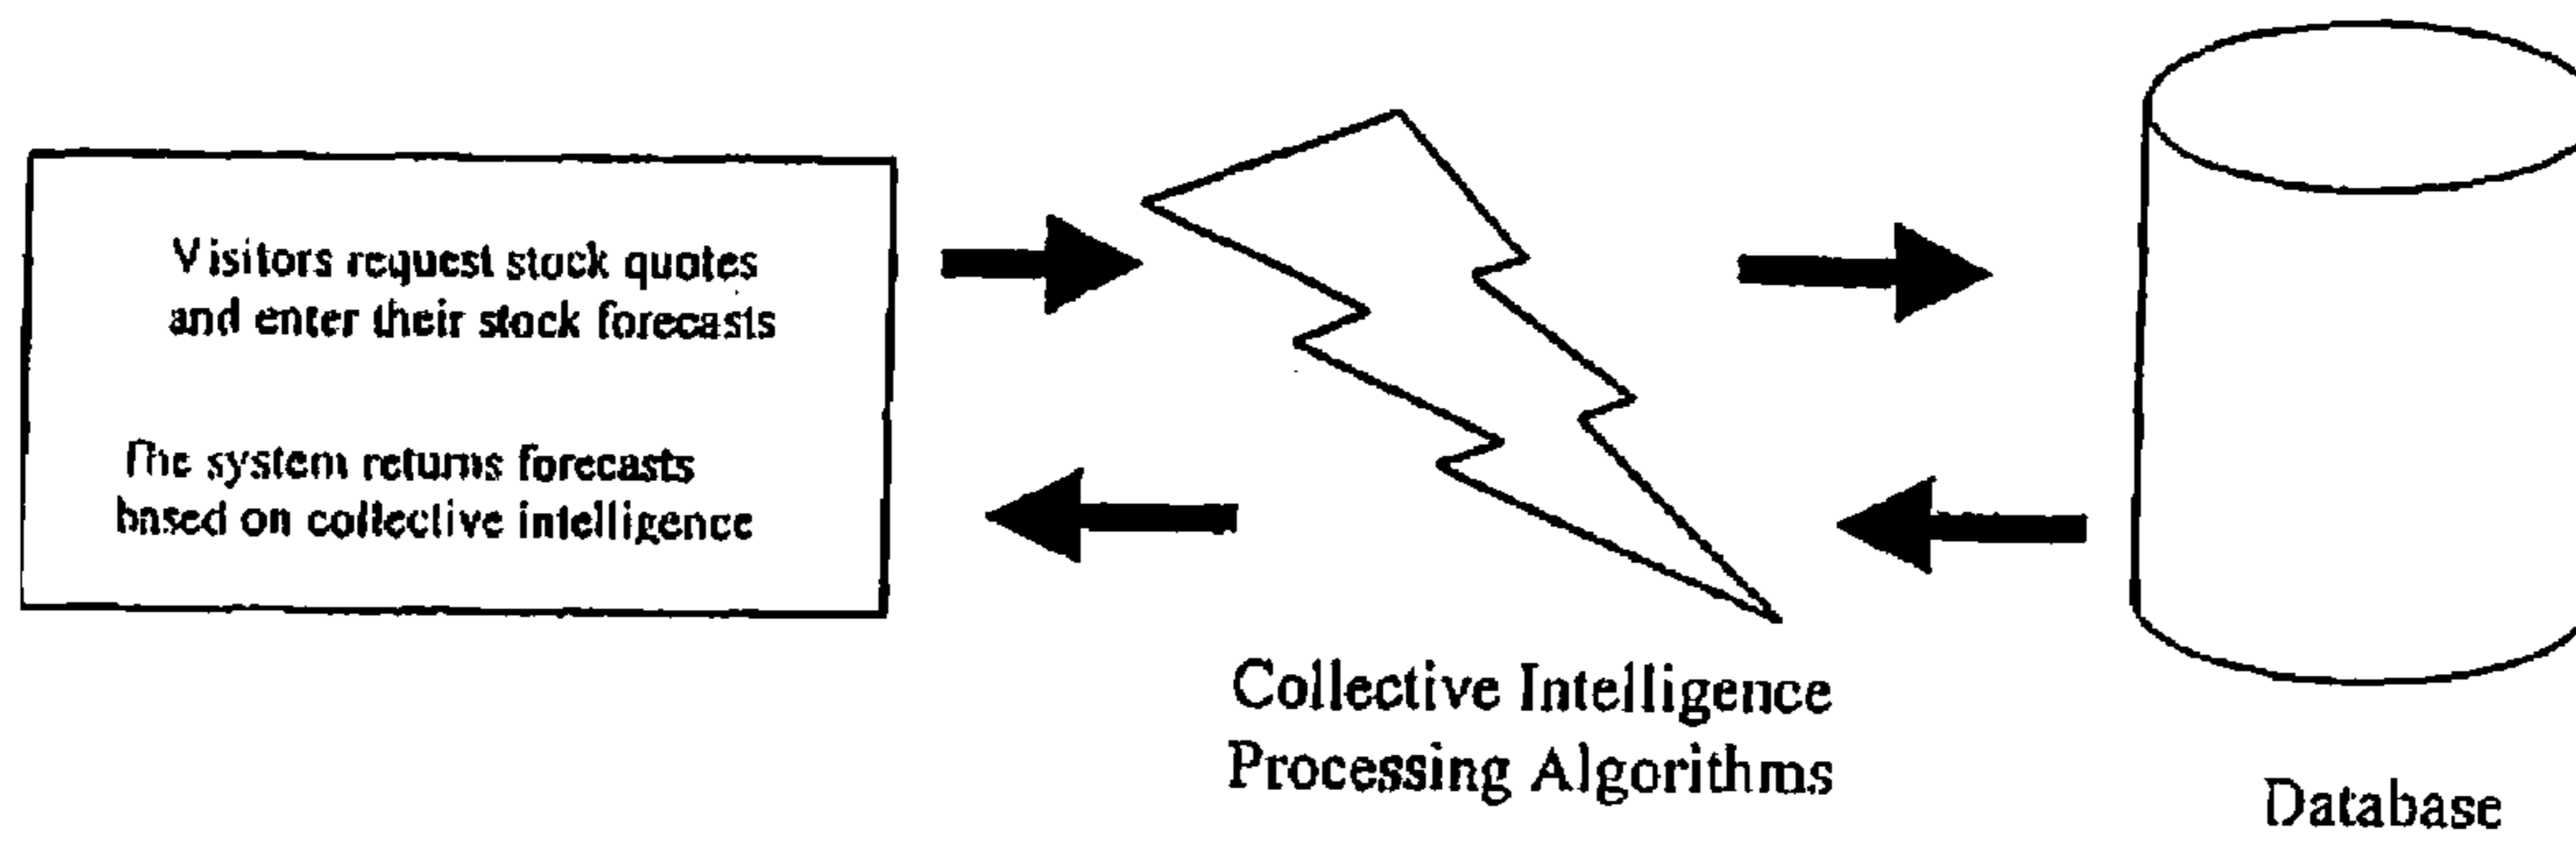 Visitors request stock quotes
and enter their stock forecasts
The system returns forecasts
based on collective intelligence
Collective Intelligence
Processing Algorithms
Database